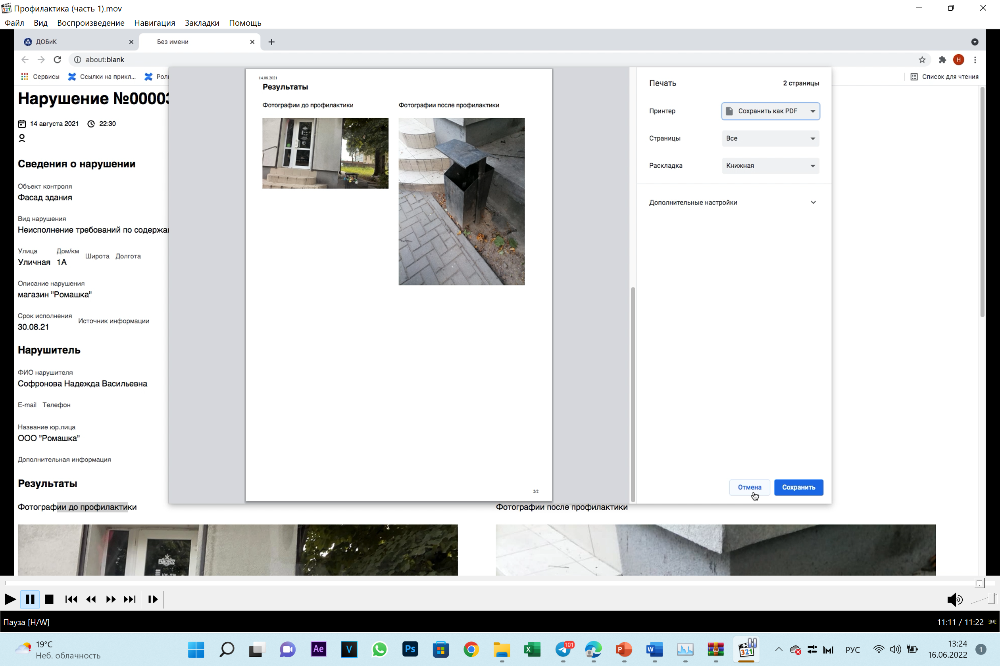 Профилактика (часть 1).mov
Файл Вид Воспроизведение Навигация Закладки Помощь
ДОБиК
Без имени
about:blank
Н
Сервисы
Ссылки на прикл...
Список для чтения
Нарушение №0000
14 августа 2021
22:30
Сведения о нарушении
Объект контроля
Фасад здания
Вид нарушения
Неисполнение требований по содержа
Улица Дом/км Широта Долгота
Уличная 1А
Описание нарушения
магазин "Ромашка"
Срок исполнения Источник информации
30.08.21
Нарушитель
ФИО нарушителя
Софронова Надежда Васильевна
E-mail Телефон
Название юр.лица
ООО "Ромашка"
Дополнительная информация
Результаты
Фотографии до профилактики
Фотографии после профилактики
PAROVOZ
14.08.2021
Результаты
Фотографии до профилактики
Фотографии после профилактики
2/2
Печать
2 страницы
Принтер
Сохранить как PDF
Страницы
Все
Раскладка
Книжная
Дополнительные настройки
Отмена
Сохранить
Пауза [H/W]
11:11 / 11:22
19°C
Неб. облачность
Ae
V
Ps
X
101
P
W
321
РУС
13:24
16.06.2022
1